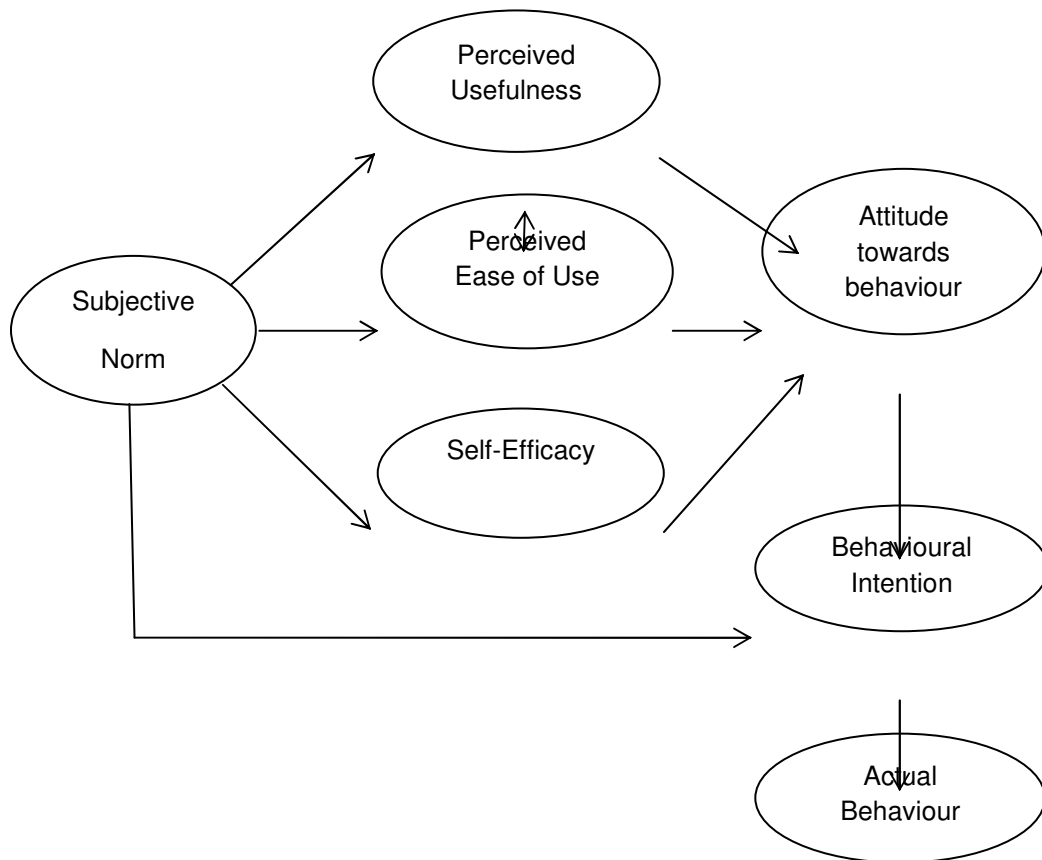 Perceived
Usefulness
Attitude
towards
behaviour
Perceived
Ease of Use
Subjective
Norm
Self-Efficacy
Behavioural
Intention
Actual
Behaviour